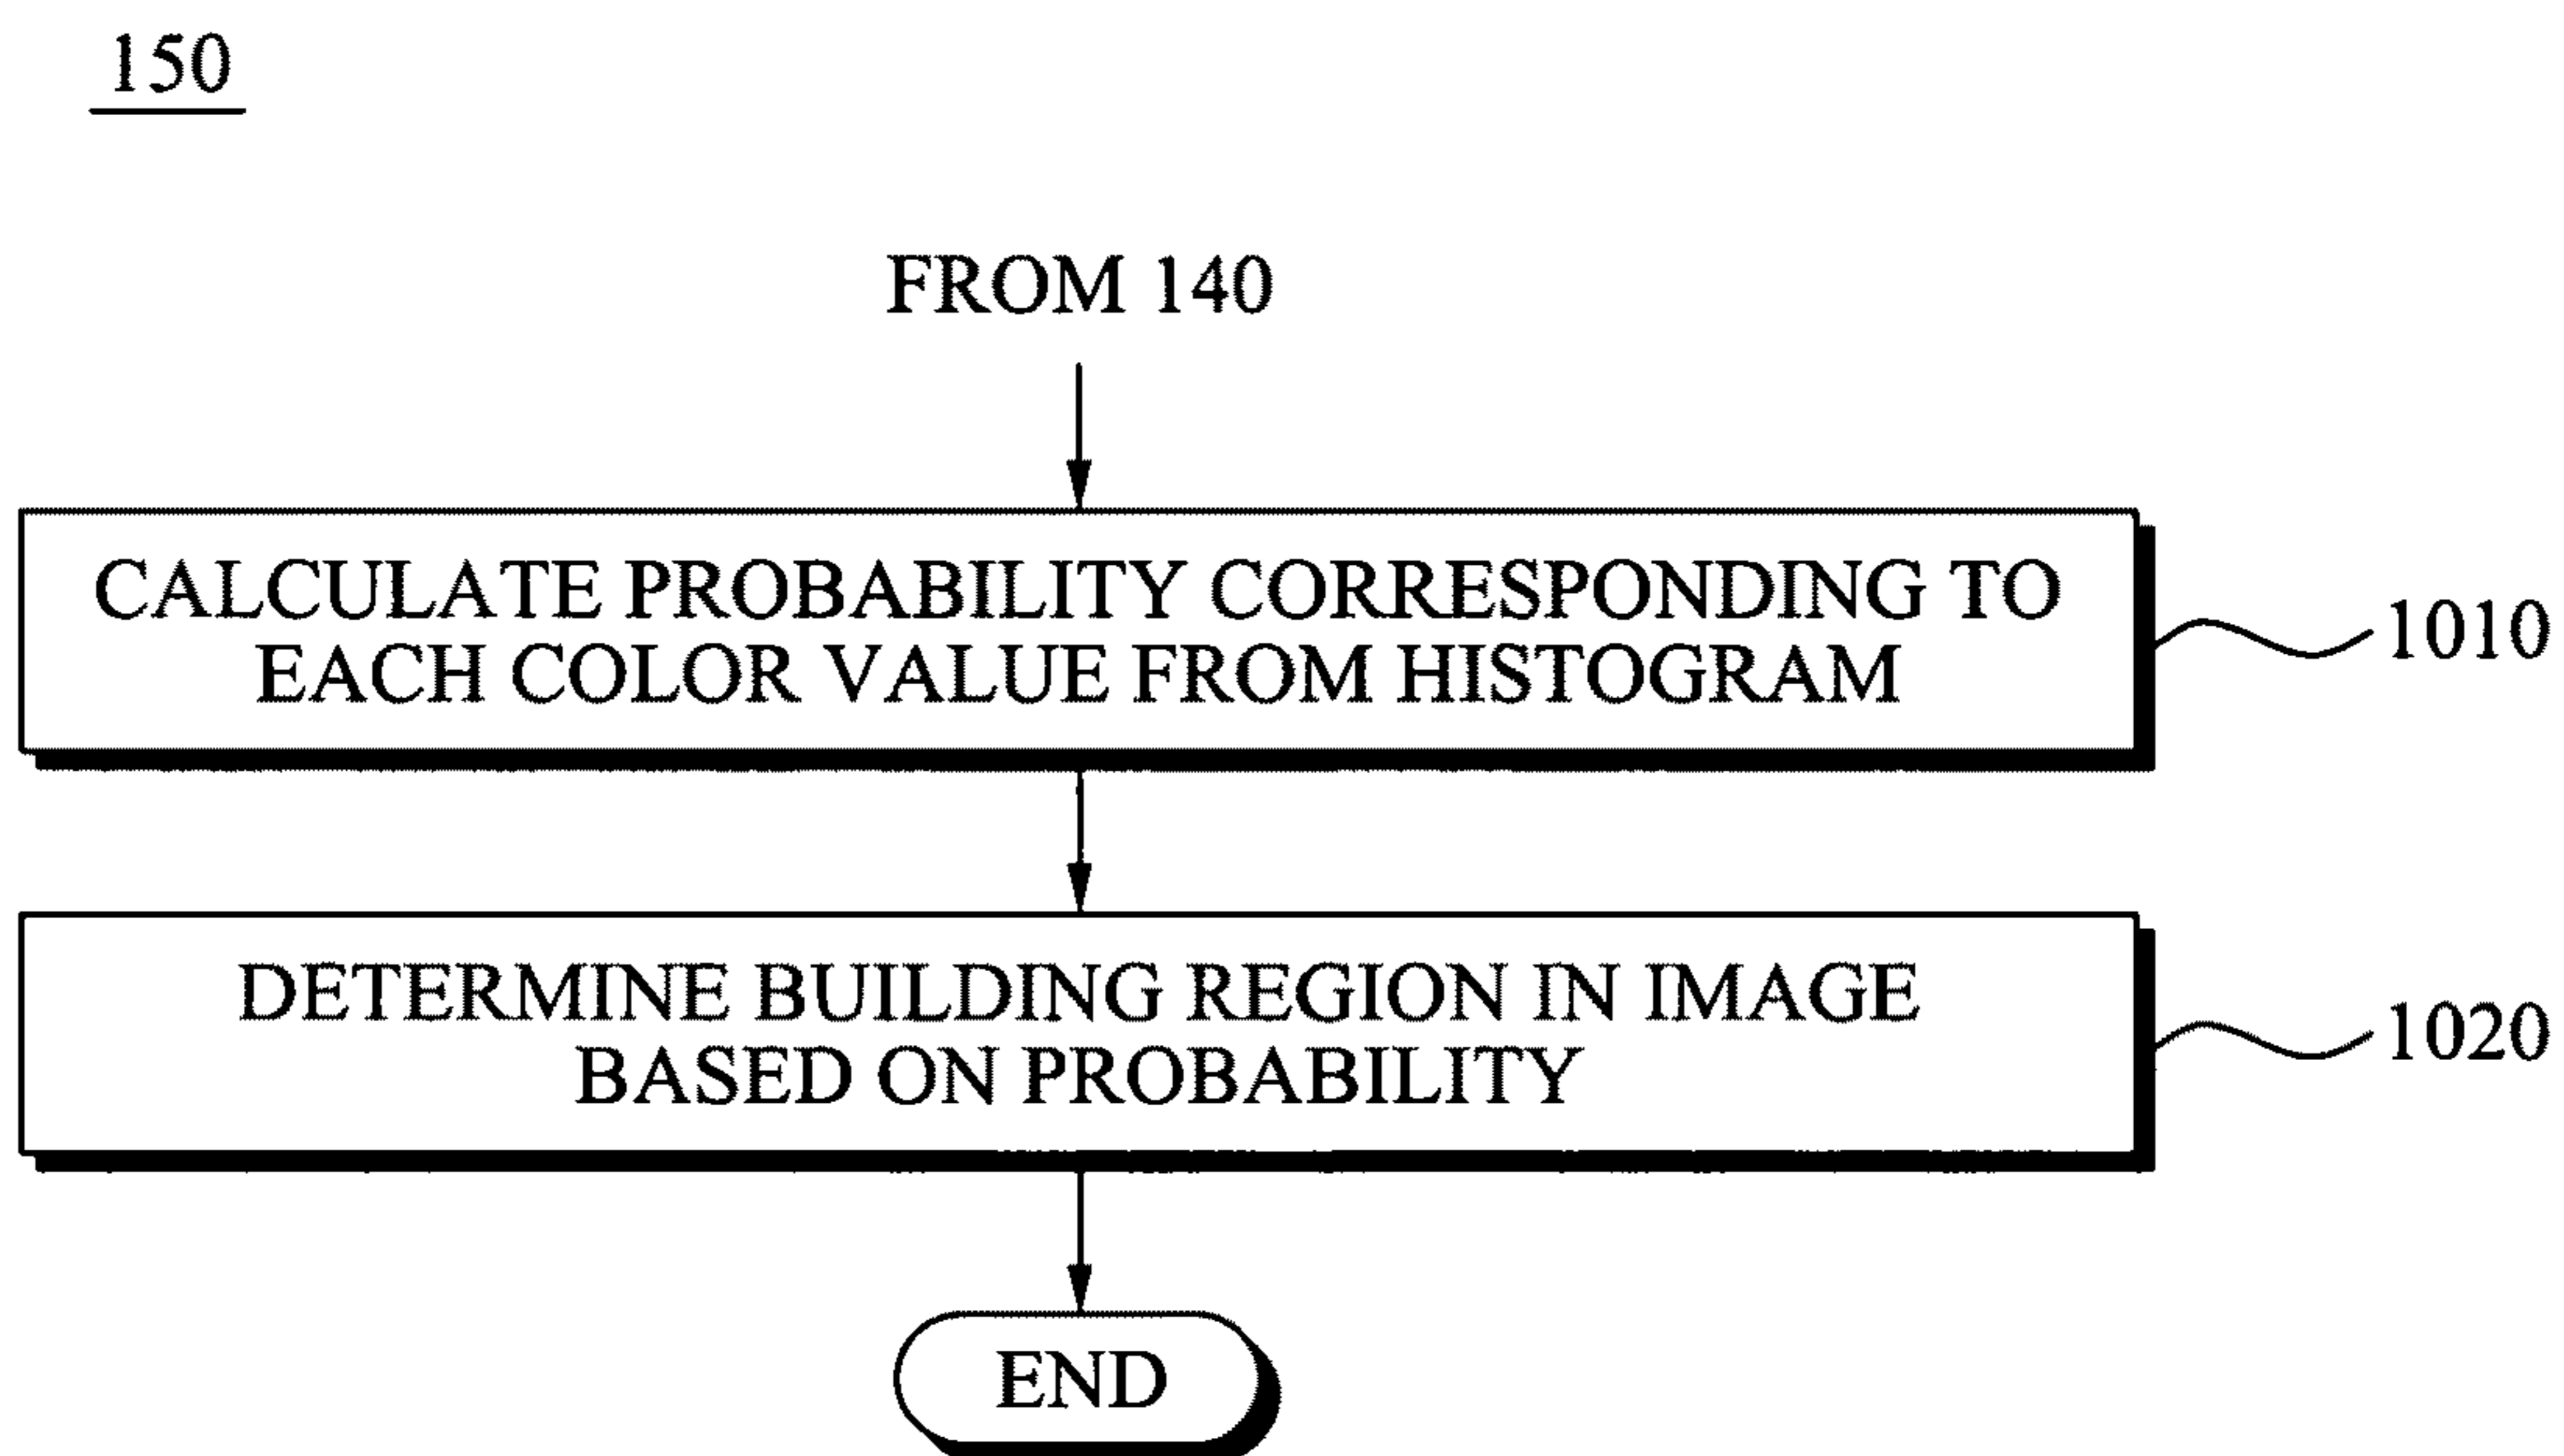 150
FROM 140
CALCULATE PROBABILITY CORRESPONDING TO
EACH COLOR VALUE FROM HISTOGRAM
1010
DETERMINE BUILDING REGION IN IMAGE
BASED ON PROBABILITY
1020
END